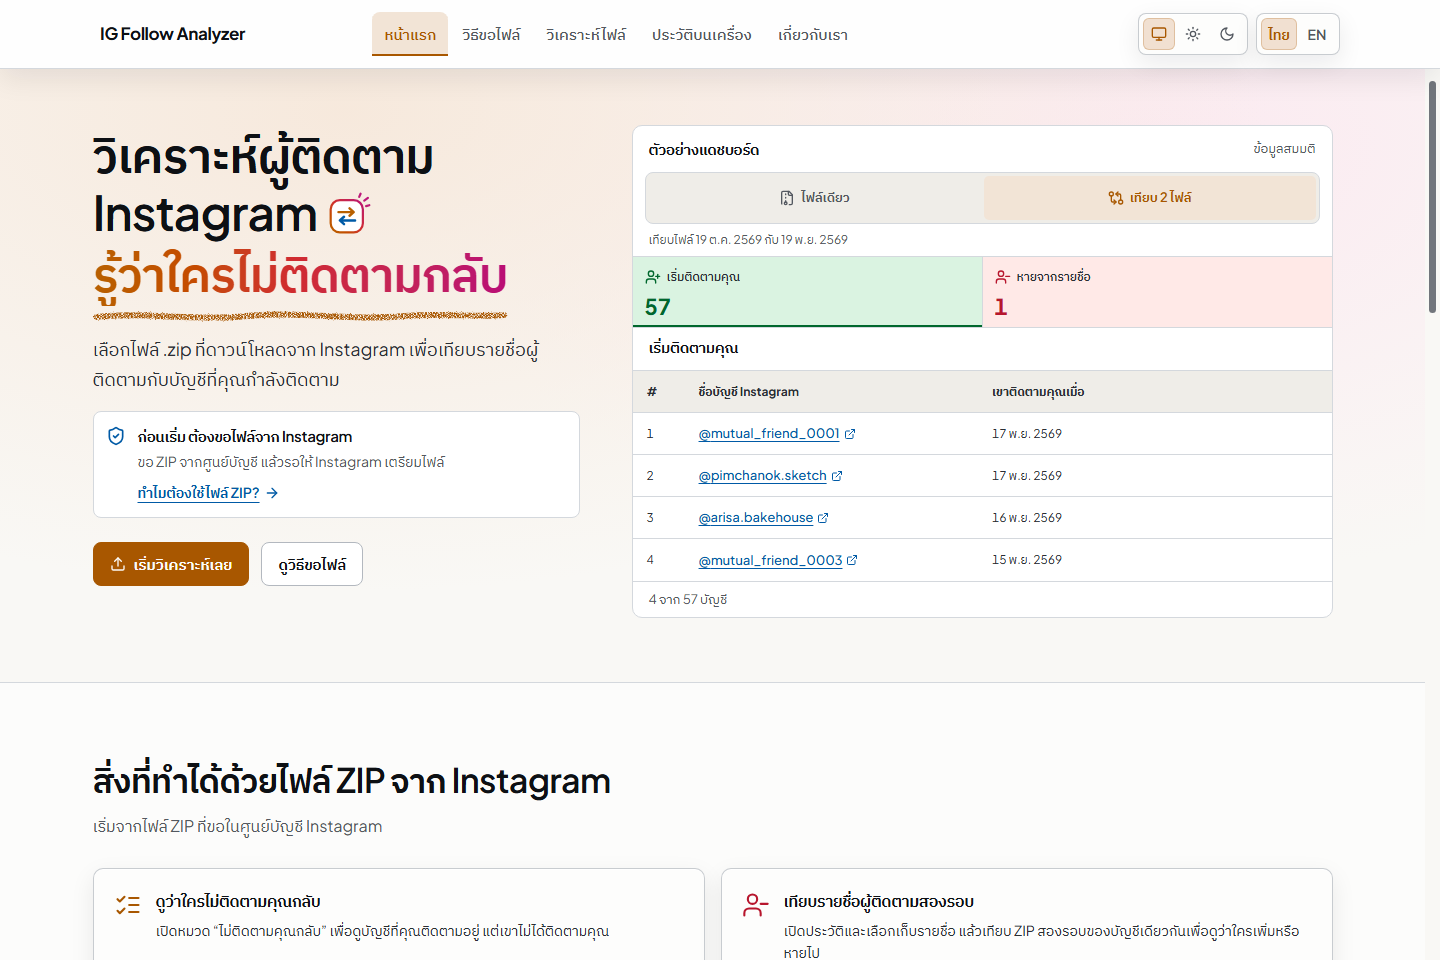 IG Follow Analyzer
หน้าแรก
วิธีขอไฟล์
วิเคราะห์ไฟล์
ประวัติบนเครื่อง
เกี่ยวกับเรา
ไทย
EN
วิเคราะห์ผู้ติดตาม
Instagram
รู้ว่าใครไม่ติดตามกลับ
เลือกไฟล์ .zip ที่ดาวน์โหลดจาก Instagram เพื่อเทียบรายชื่อผู้
ติดตามกับบัญชีที่คุณกำลังติดตาม
ก่อนเริ่ม ต้องขอไฟล์จาก Instagram
ขอ ZIP จากศูนย์บัญชี แล้วรอให้ Instagram เตรียมไฟล์
ทำไมต้องใช้ไฟล์ ZIP?
เริ่มวิเคราะห์เลย
ดูวิธีขอไฟล์
ตัวอย่างแดชบอร์ด
ข้อมูลสมมติ
ไฟล์เดียว
เทียบ 2 ไฟล์
เทียบไฟล์ 19 ต.ค. 2569 กับ 19 พ.ย. 2569
เริ่มติดตามคุณ
57
หายจากรายชื่อ
1
เริ่มติดตามคุณ
# ชื่อบัญชี Instagram เขาติดตามคุณเมื่อ
1 @mutual_friend_0001 17 พ.ย. 2569
2 @pimchanok.sketch 17 พ.ย. 2569
3 @arisa.bakehouse 16 พ.ย. 2569
4 @mutual_friend_0003 15 พ.ย. 2569
4 จาก 57 บัญชี
สิ่งที่ทำได้ด้วยไฟล์ ZIP จาก Instagram
เริ่มจากไฟล์ ZIP ที่ขอในศูนย์บัญชี Instagram
ดูว่าใครไม่ติดตามคุณกลับ
เปิดหมวด “ไม่ติดตามคุณกลับ” เพื่อดูบัญชีที่คุณติดตามอยู่ แต่เขาไม่ได้ติดตามคุณ
เทียบรายชื่อผู้ติดตามสองรอบ
เปิดประวัติและเลือกเก็บรายชื่อ แล้วเทียบ ZIP สองรอบของบัญชีเดียวกันเพื่อดูว่าใครเพิ่มหรือ
หายไป